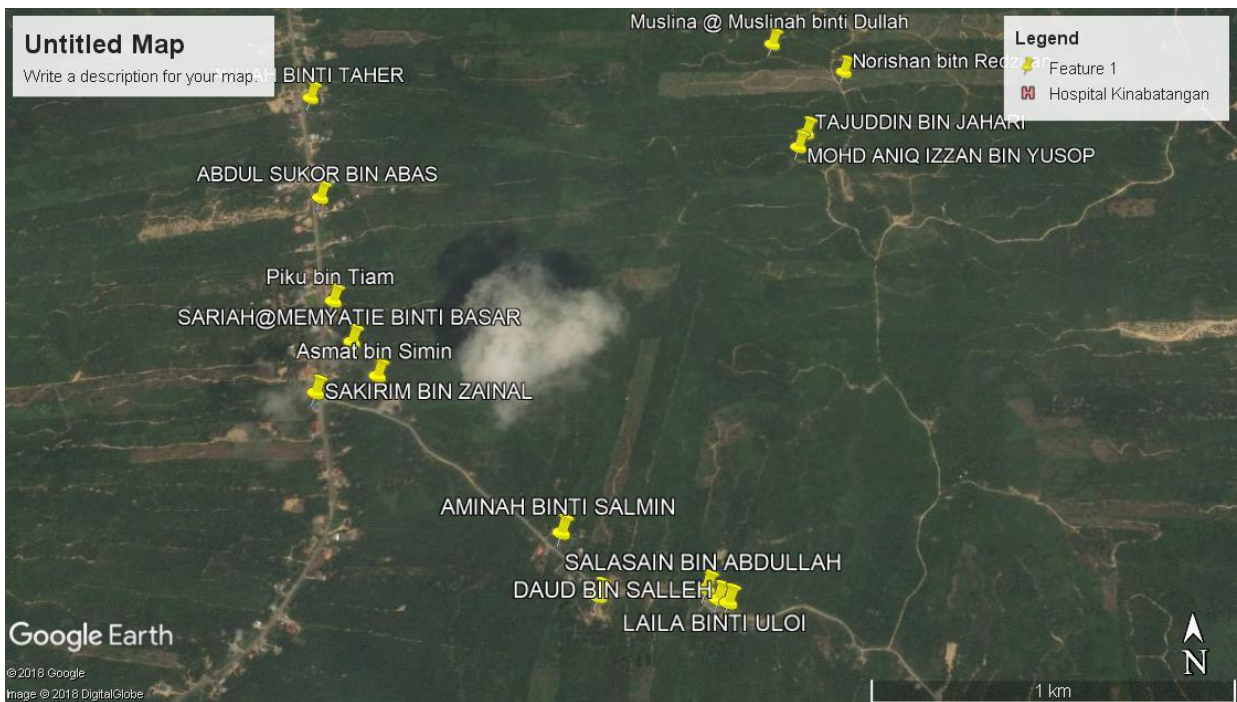 Untitled Map
Write a description for your map.
BINTI TAHER
Muslina @ Muslinah binti Dullah
Norishan bitn
Legend
Feature 1
Hospital Kinabatangan
TAJUDDIN BIN JAHARI
MOHD ANIQ IZZAN BIN YUSOP
ABDUL SUKOR BIN ABAS
Piku bin Tiam
SARIAH@MEMYATIE BINTI BASAR
Asmat bin Simin
SAKIRIM BIN ZAINAL
AMINAH BINTI SALMIN
SALASAIN BIN ABDULLAH
DAUD BIN SALLEH
LAILA BINTI ULOI
Google Earth
©2018 Google
Image © 2018 DigitalGlobe
N
1 km